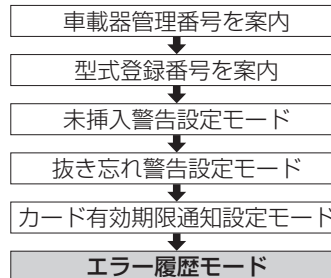 車載器管理番号を案内
型式登録番号を案内
未挿入警告設定モード
抜き忘れ警告設定モード
カード有効期限通知設定モード
エラー履歴モード